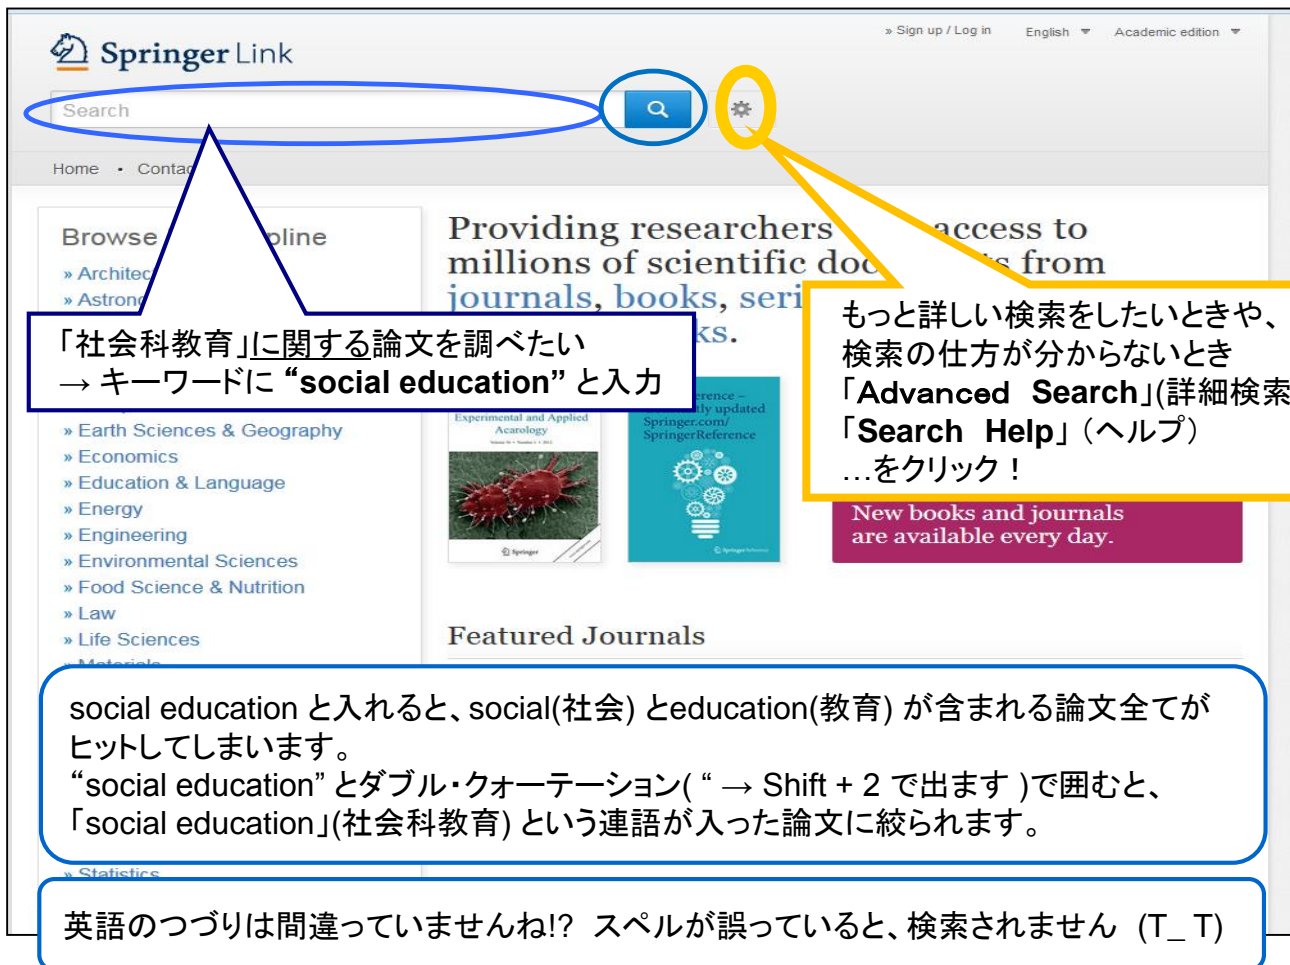 » Sign up / Log in English Academic edition
Springer Link
Search
Home • Contac
Browse pline
» Architec
» Astrono
Providing researchers access to
millions of scientific doc ts from
journals, books, seri
ks.
「社会科教育」に関する論文を調べたい
→ キーワードに “social education” と入力
もっと詳しい検索をしたいときや、
検索の仕方が分からないとき
「Advanced Search」(詳細検索
「Search Help」（ヘルプ）
…をクリック！
» Earth Sciences & Geography
» Economics
» Education & Language
» Energy
» Engineering
» Environmental Sciences
» Food Science & Nutrition
» Law
» Life Sciences
» Materials
Experimental and Applied
Acarology
Springer
erence –
tly updated
Springer.com/
SpringerReference
New books and journals
are available every day.
Featured Journals
social education と入れると、social(社会) とeducation(教育) が含まれる論文全てが
ヒットしてしまいます。
“social education” とダブル・クォーテーション( “ → Shift + 2 で出ます )で囲むと、
「social education」(社会科教育) という連語が入った論文に絞られます。
» Statistics
英語のつづりは間違っていませんね!? スペルが誤っていると、検索されません (T_ T)